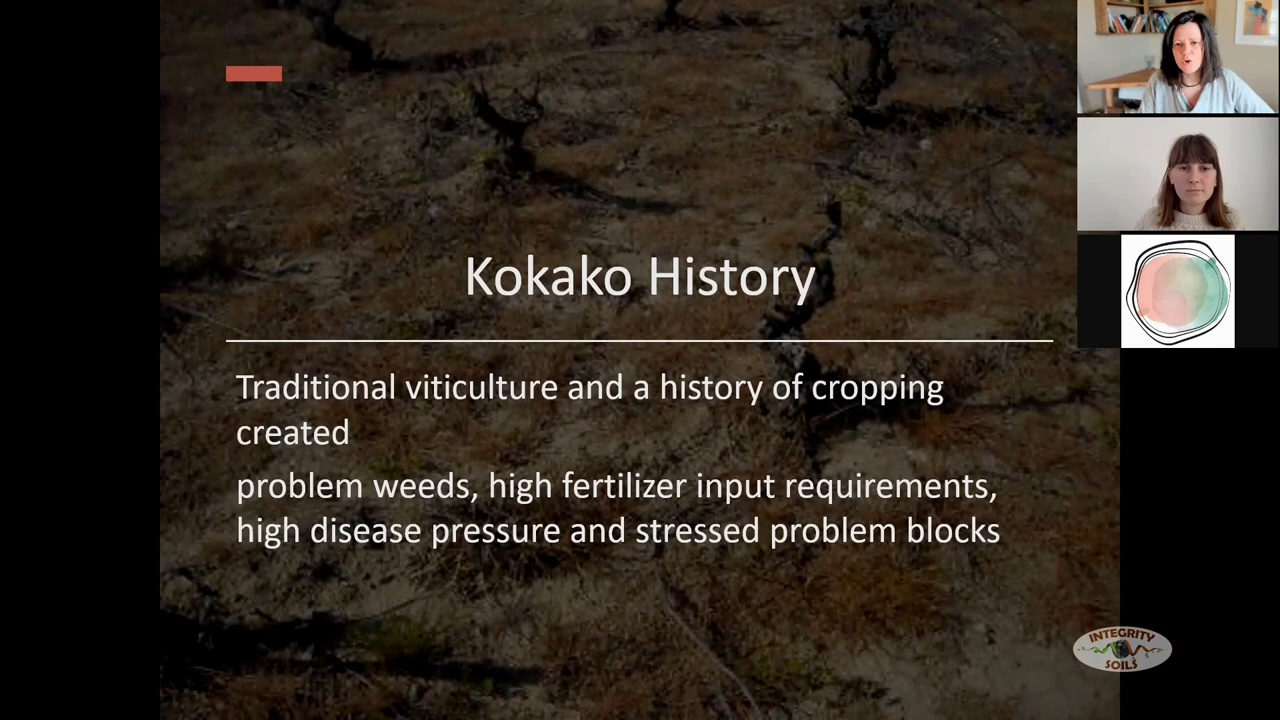 Kokako History
Traditional viticulture and a history of cropping
created
problem weeds, high fertilizer input requirements,
high disease pressure and stressed problem blocks
INTEGRITY
SOILS